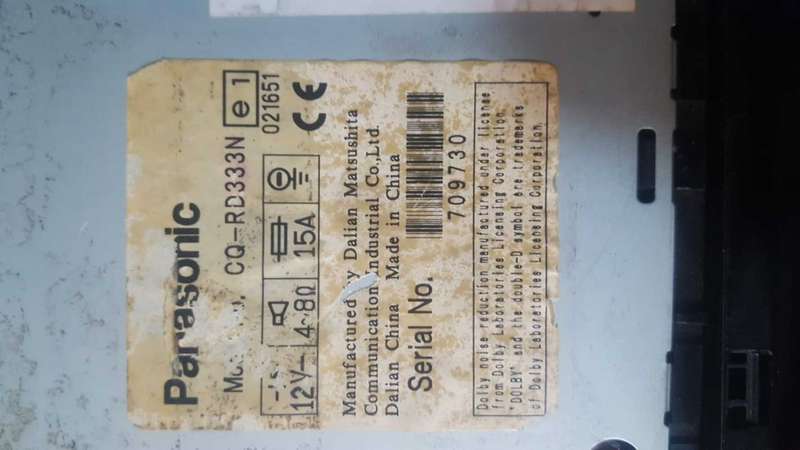 Panasonic
CQ-RD333N
e1
021651
12V⎓ 4-8Ω 15A
CE
Manufactured by Dalian Matsushita
Communication Industrial Co.,Ltd.
Dalian China Made in China
Serial No.
709730
Dolby noise reduction manufactured under license
from Dolby Laboratories Licensing Corporation.
"DOLBY" and the double-D symbol are trademarks
of Dolby Laboratories Licensing Corporation.